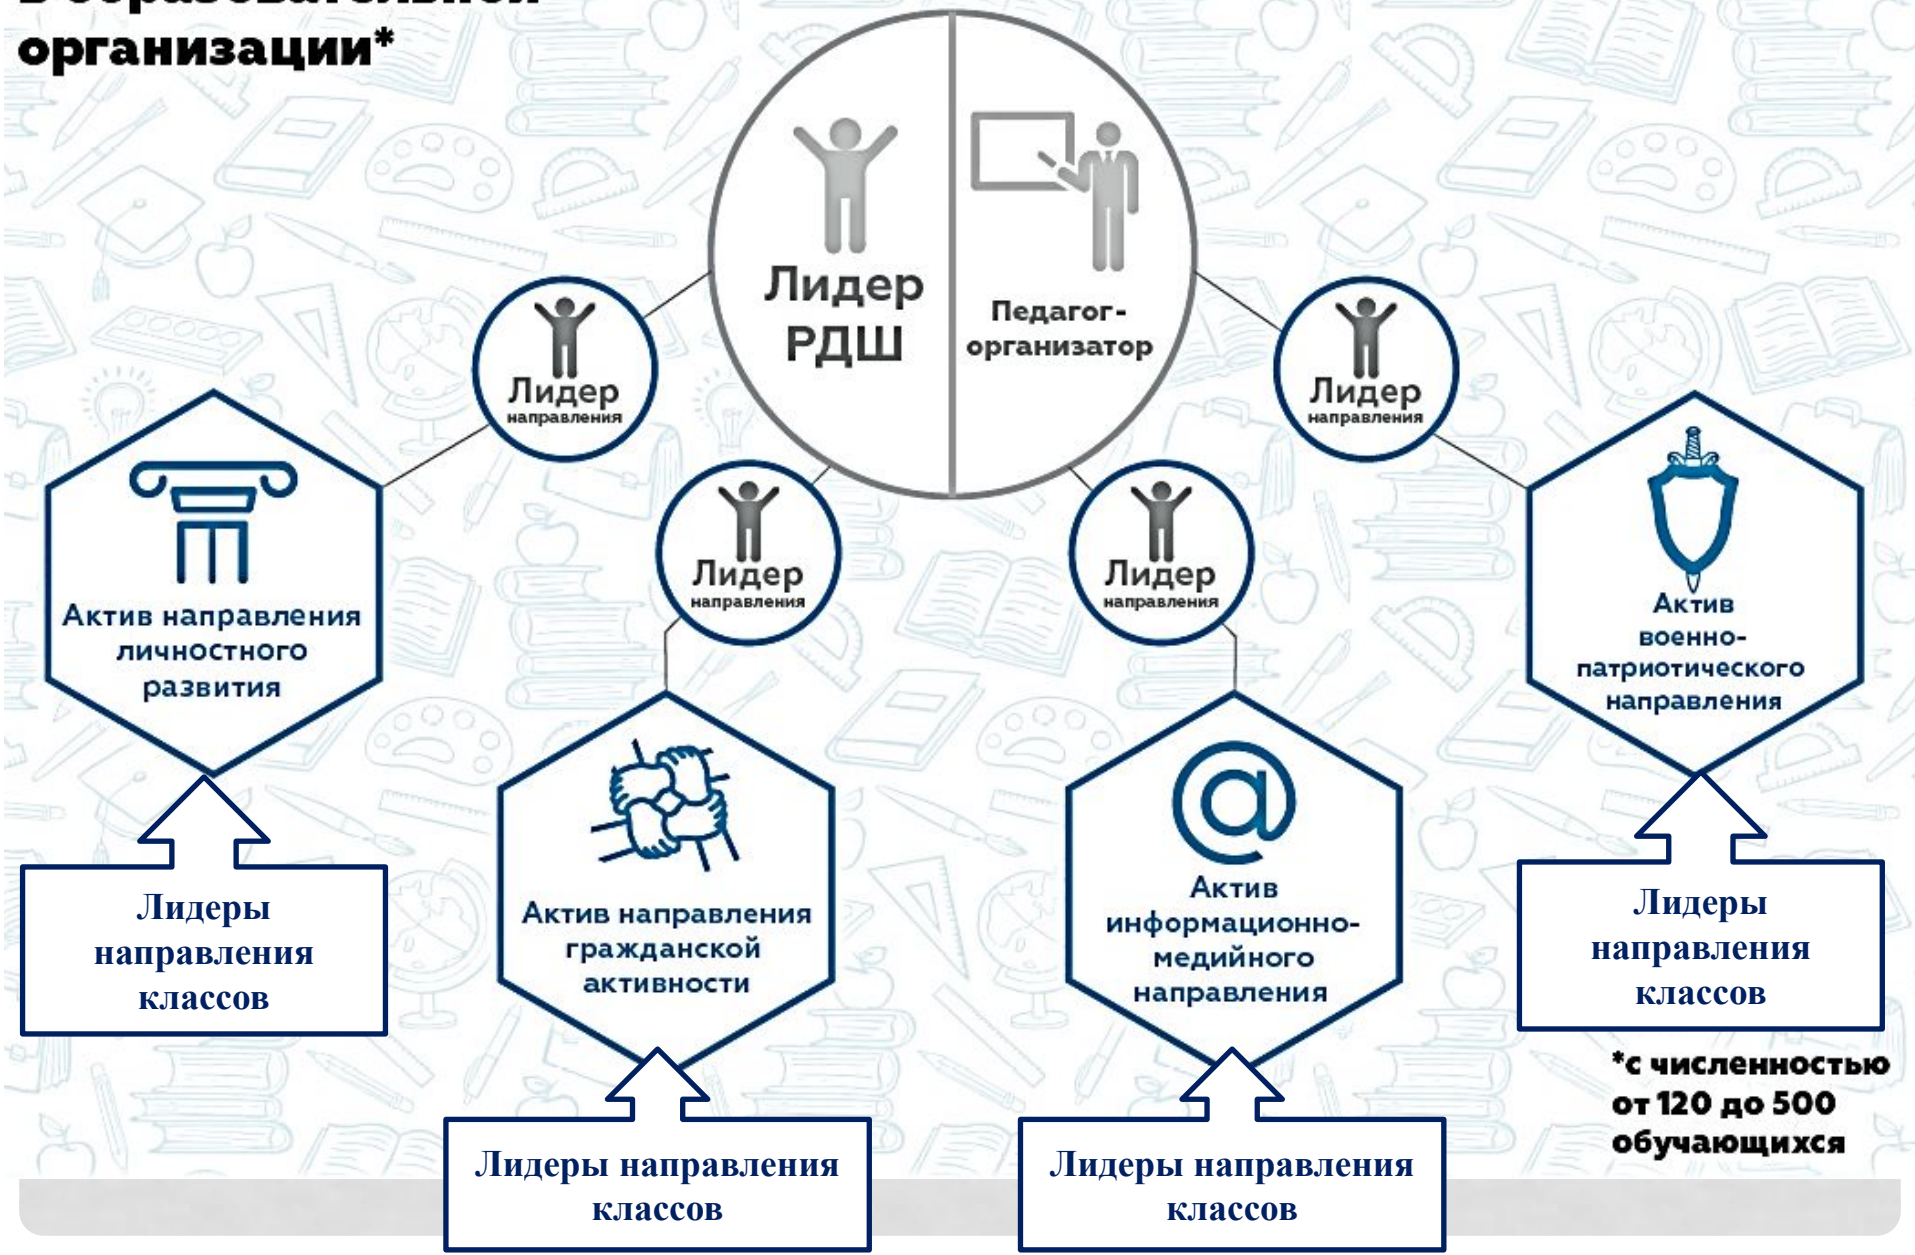 в образовательной
организации*
Лидер
РДШ
Педагог-
организатор
Лидер
направления
Лидер
направления
Лидер
направления
Лидер
направления
Актив направления
личностного
развития
Актив направления
гражданской
активности
Актив
информационно-
медийного
направления
Актив
военно-
патриотического
направления
Лидеры
направления
классов
Лидеры направления
классов
Лидеры направления
классов
Лидеры
направления
классов
*с численностью
от 120 до 500
обучающихся